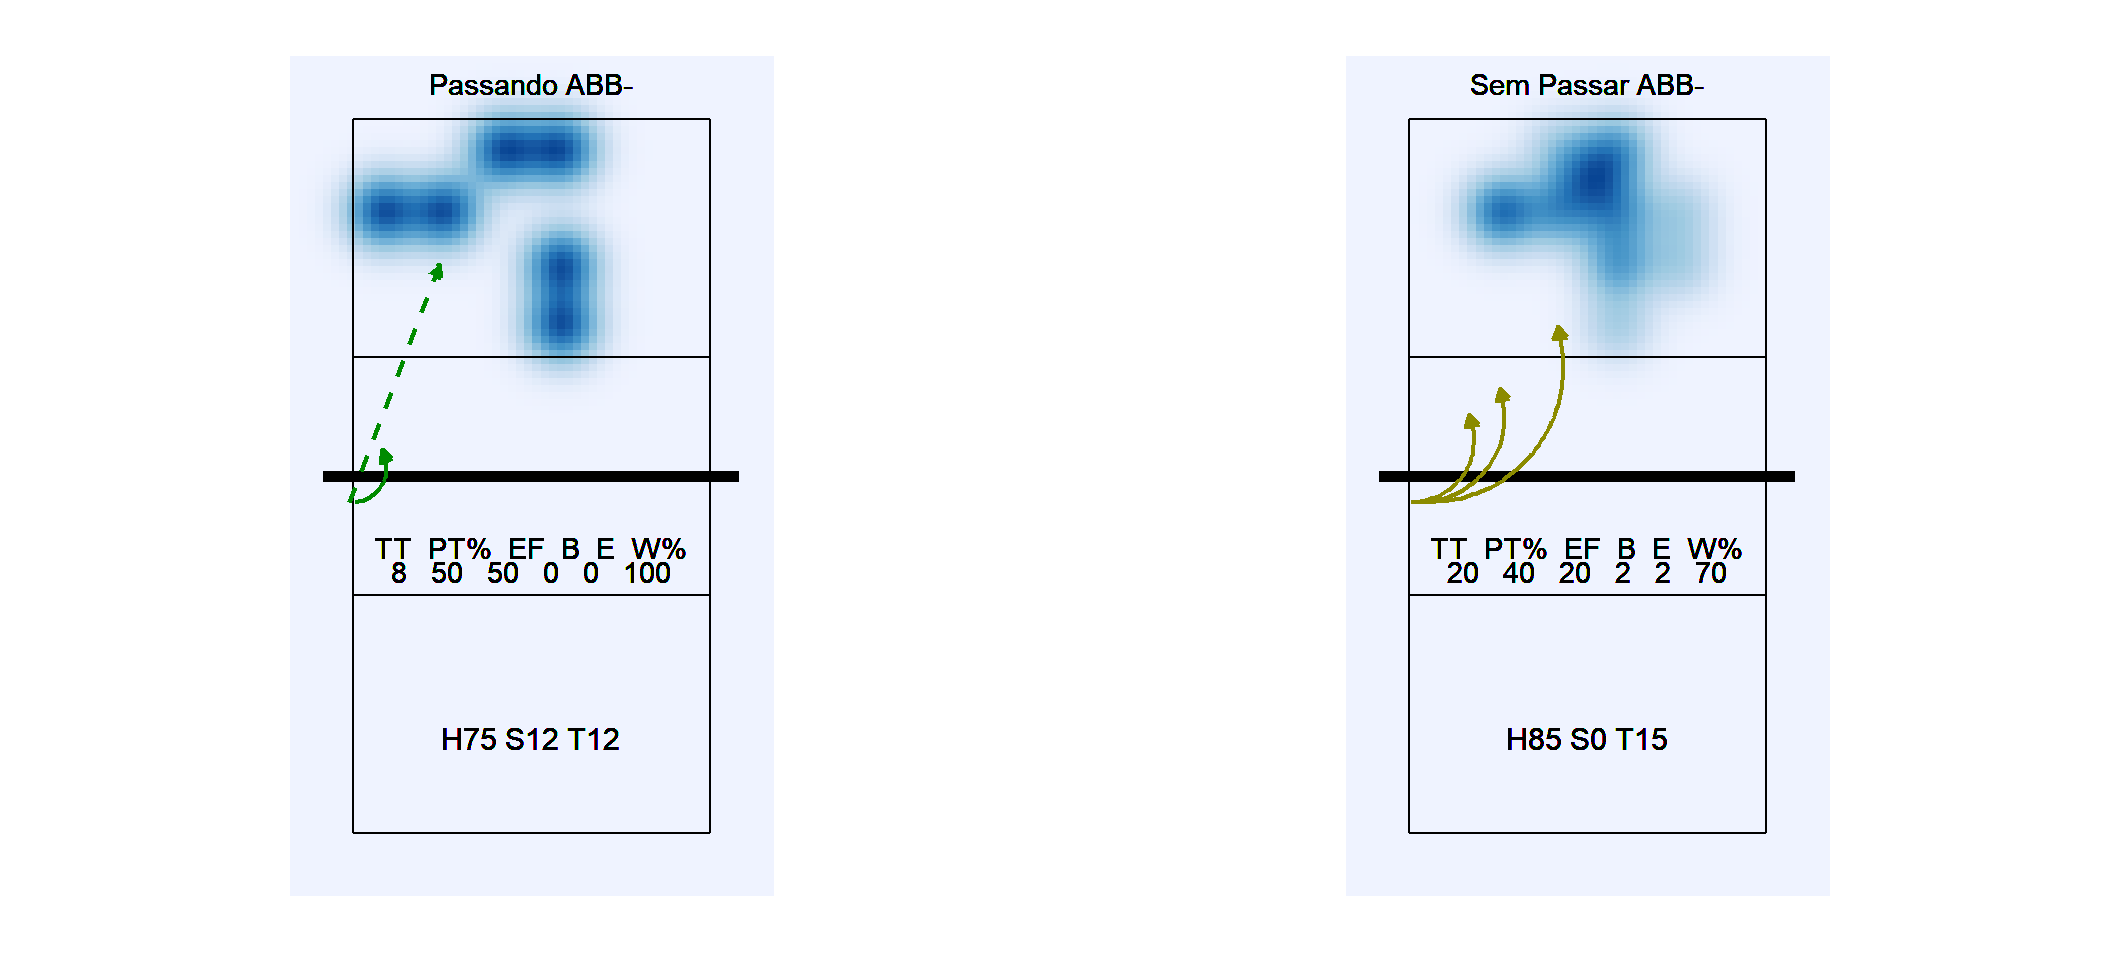 Passando ABB-
TT PT% EF B E W%
8 50 50 0 0 100
H75 S12 T12
Sem Passar ABB-
TT PT% EF B E W%
20 40 20 2 2 70
H85 S0 T15